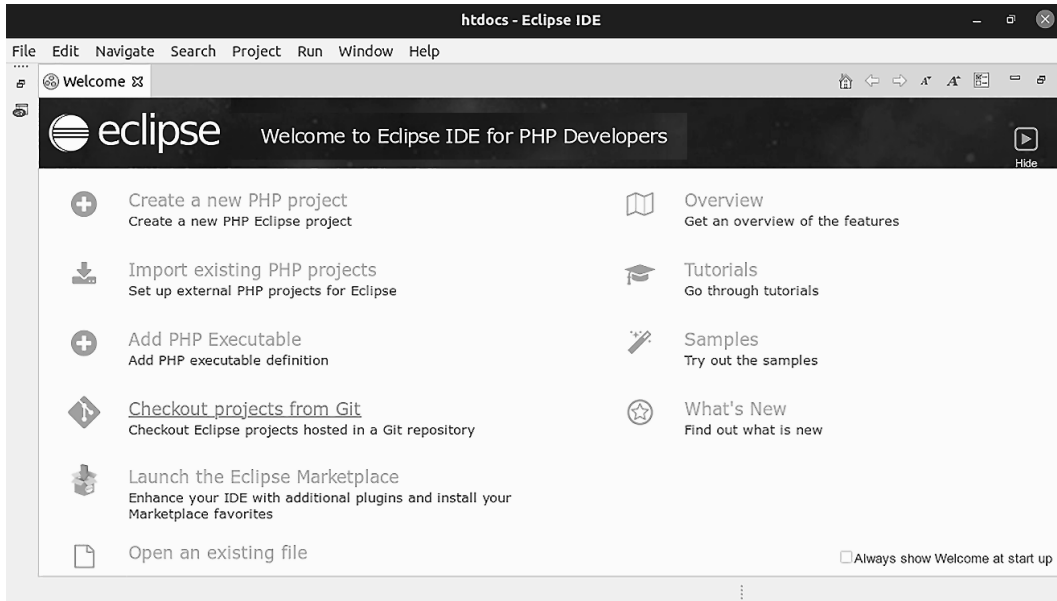 htdocs - Eclipse IDE
File Edit Navigate Search Project Run Window Help
Welcome
eclipse
Welcome to Eclipse IDE for PHP Developers
Hide
Create a new PHP project
Create a new PHP Eclipse project
Import existing PHP projects
Set up external PHP projects for Eclipse
Add PHP Executable
Add PHP executable definition
Checkout projects from Git
Checkout Eclipse projects hosted in a Git repository
Launch the Eclipse Marketplace
Enhance your IDE with additional plugins and install your
Marketplace favorites
Open an existing file
Overview
Get an overview of the features
Tutorials
Go through tutorials
Samples
Try out the samples
What's New
Find out what is new
Always show Welcome at start up